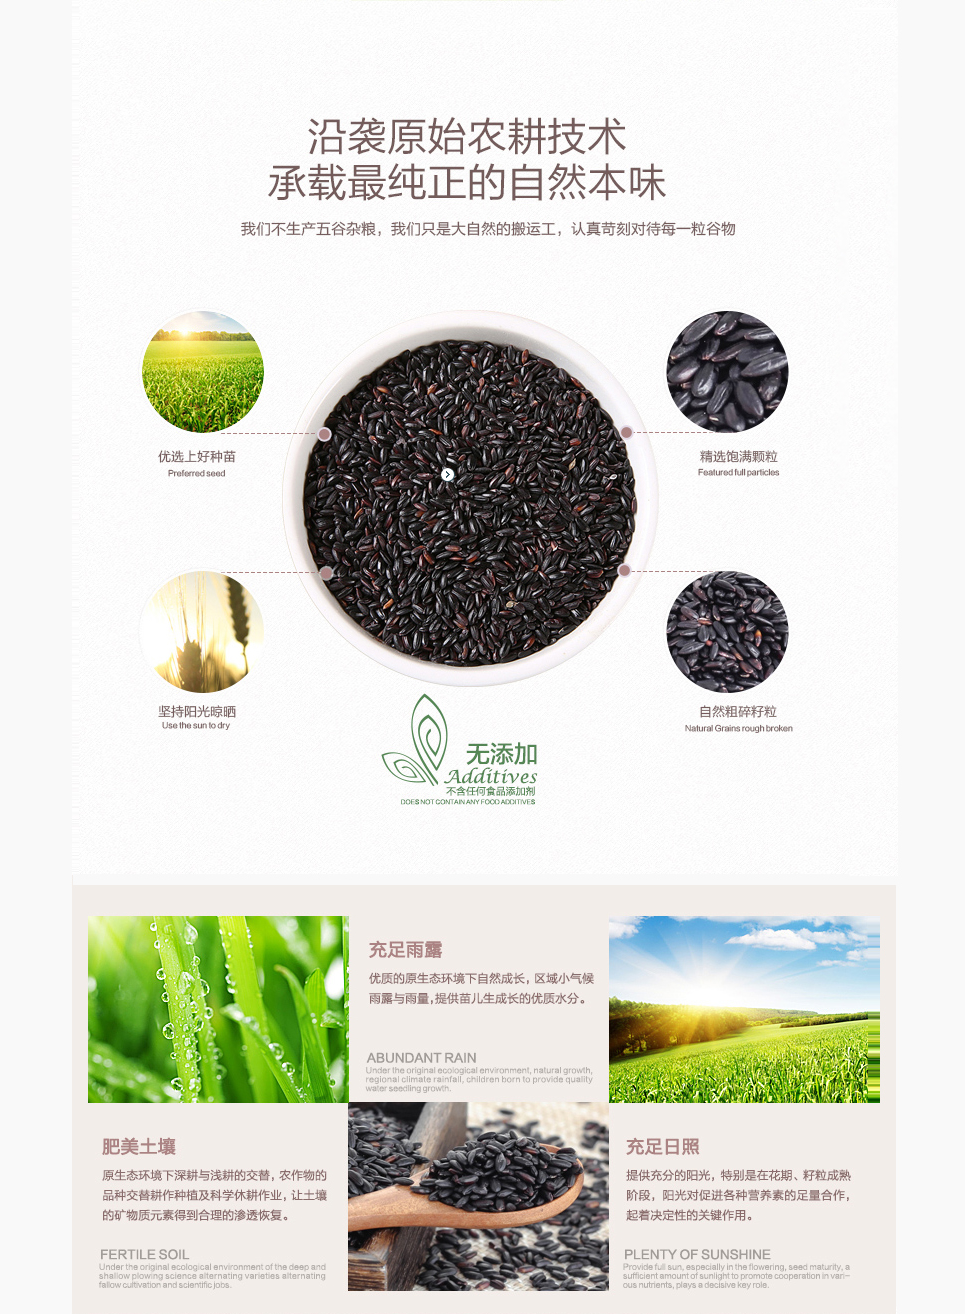 沿袭原始农耕技术
承载最纯正的自然本味
我们不生产五谷杂粮，我们只是大自然的搬运工，认真苛刻对待每一粒谷物
优选上好种苗
Preferred seed
精选饱满颗粒
Featured full particles
坚持阳光晾晒
Use the sun to dry
自然粗碎籽粒
Natural Grains rough broken
无添加
Additives
不含任何食品添加剂
DOES NOT CONTAIN ANY FOOD ADDITIVES
充足雨露
优质的原生态环境下自然成长，区域小气候
雨露与雨量，提供苗儿生成长的优质水分。
ABUNDANT RAIN
Under the original ecological environment, natural growth,
regional climate rainfall, children born to provide quality
water seedling growth.
肥美土壤
原生态环境下深耕与浅耕的交替，农作物的
品种交替耕作种植及科学休耕作业，让土壤
的矿物质元素得到合理的渗透恢复。
FERTILE SOIL
Under the original ecological environment of the deep and
shallow plowing science alternating varieties alternating
fallow cultivation and scientific jobs.
充足日照
提供充分的阳光，特别是在花期、籽粒成熟
阶段，阳光对促进各种营养素的足量合作，
起着决定性的关键作用。
PLENTY OF SUNSHINE
Provide full sun, especially in the flowering, seed maturity, a
sufficient amount of sunlight to promote cooperation in vari-
ous nutrients, plays a decisive key role.